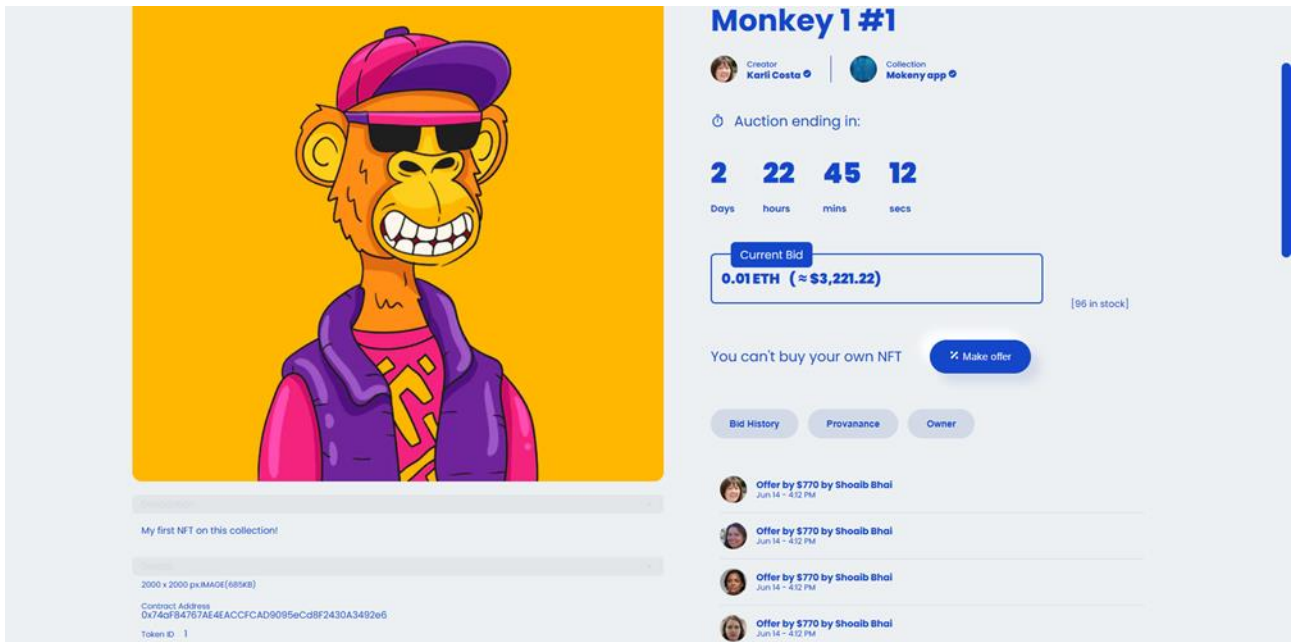 Monkey 1 #1
Creator
Karli Costa
Collection
Mokeny app
Auction ending in:
2 22 45 12
Days hours mins secs
Current Bid
0.01 ETH (≈ $3,221.22)
[96 in stock]
You can't buy your own NFT
Make offer
Bid History Provanance Owner
Offer by $770 by Shoaib Bhai
Jun 14 - 4:12 PM
Offer by $770 by Shoaib Bhai
Jun 14 - 4:12 PM
Offer by $770 by Shoaib Bhai
Jun 14 - 4:12 PM
Offer by $770 by Shoaib Bhai
Jun 14 - 4:12 PM
My first NFT on this collection!
2000 x 2000 px.IMAGE(685KB)
Contract Address
0x74aF84767AE4EACCFCAD9095eCd8F2430A3492e6
Token ID 1